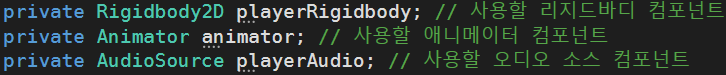 private Rigidbody2D playerRigidbody; // 사용할 리지드바디 컴포넌트
private Animator animator; // 사용할 애니메이터 컴포넌트
private AudioSource playerAudio; // 사용할 오디오 소스 컴포넌트